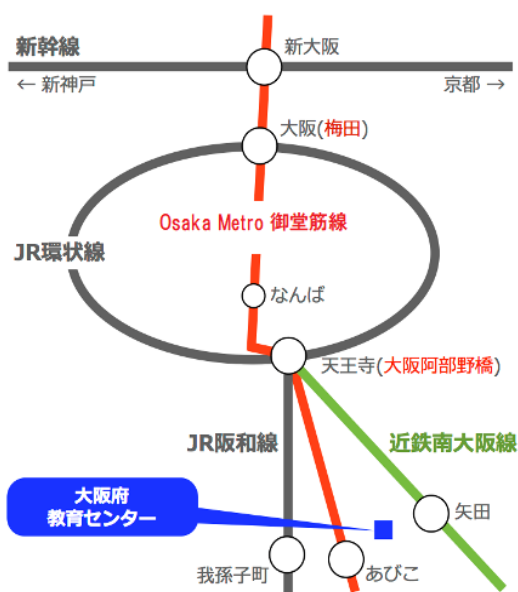 新幹線
新大阪
← 新神戸
京都 →
大阪(梅田)
Osaka Metro 御堂筋線
JR環状線
なんば
天王寺(大阪阿部野橋)
JR阪和線
近鉄南大阪線
大阪府
教育センター
矢田
我孫子町
あびこ